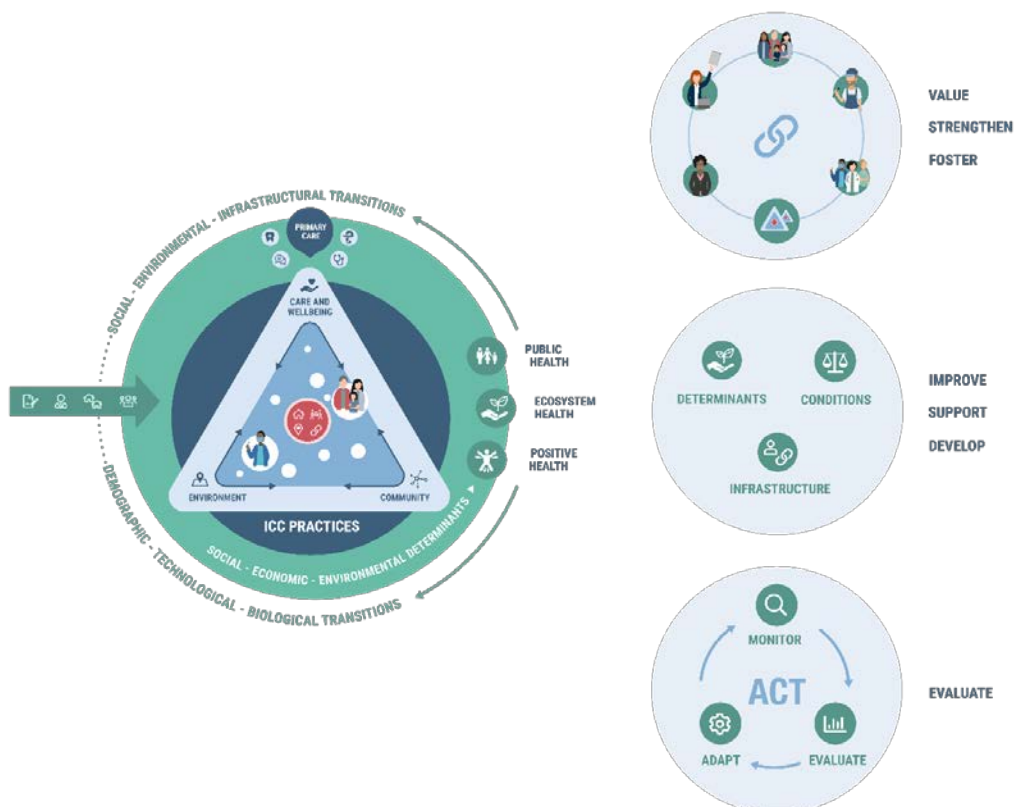 SOCIAL - ENVIRONMENTAL - INFRASTRUCTURAL TRANSITIONS
PRIMARY
CARE
CARE AND
WELLBEING
ENVIRONMENT
COMMUNITY
ICC PRACTICES
SOCIAL - ECONOMIC - ENVIRONMENTAL DETERMINANTS
DEMOGRAPHIC - TECHNOLOGICAL - BIOLOGICAL TRANSITIONS
PUBLIC
HEALTH
ECOSYSTEM
HEALTH
POSITIVE
HEALTH
VALUE
STRENGTHEN
FOSTER
DETERMINANTS
CONDITIONS
INFRASTRUCTURE
IMPROVE
SUPPORT
DEVELOP
MONITOR
ACT
ADAPT
EVALUATE
EVALUATE